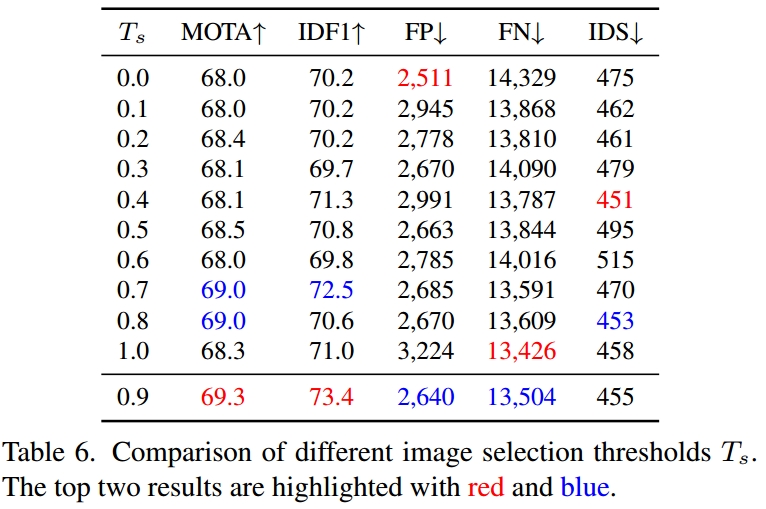 Ts MOTA↑ IDF1↑ FP↓ FN↓ IDS↓
0.0 68.0 70.2 2,511 14,329 475
0.1 68.0 70.2 2,945 13,868 462
0.2 68.4 70.2 2,778 13,810 461
0.3 68.1 69.7 2,670 14,090 479
0.4 68.1 71.3 2,991 13,787 451
0.5 68.5 70.8 2,663 13,844 495
0.6 68.0 69.8 2,785 14,016 515
0.7 69.0 72.5 2,685 13,591 470
0.8 69.0 70.6 2,670 13,609 453
1.0 68.3 71.0 3,224 13,426 458
0.9 69.3 73.4 2,640 13,504 455
Table 6. Comparison of different image selection thresholds Ts.
The top two results are highlighted with red and blue.